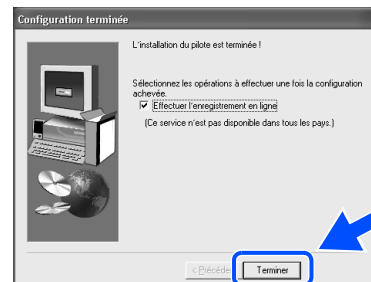 Configuration terminée
L'installation du pilote est terminée !
Sélectionnez les opérations à effectuer une fois la configuration
achevée.
Effectuer l'enregistrement en ligne
(Ce service n'est pas disponible dans tous les pays.)
< Précéde
Terminer